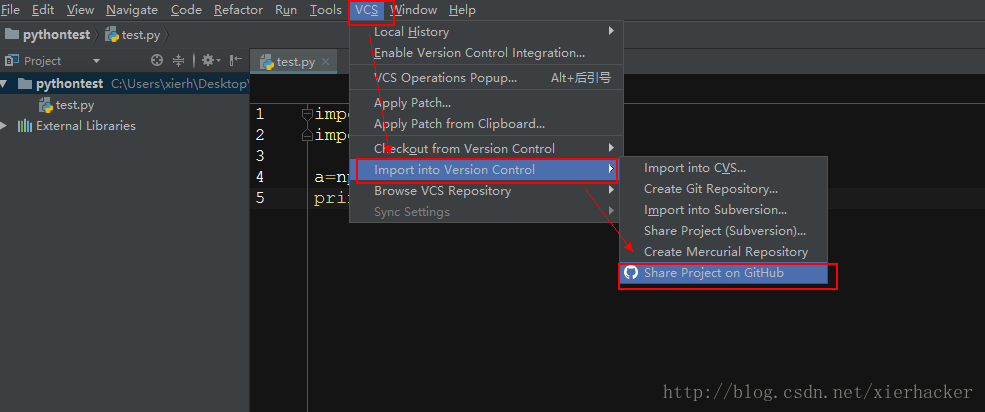 File Edit View Navigate Code Refactor Run Tools VCS Window Help
pythontest test.py
Project
test.py
pythontest C:\Users\xierh\Desktop\
test.py
External Libraries
1 impo
2 impo
3
4 a=np
5 prin
Local History
Enable Version Control Integration...
VCS Operations Popup... Alt+后引号
Apply Patch...
Apply Patch from Clipboard...
Checkout from Version Control
Import into Version Control
Browse VCS Repository
Sync Settings
Import into CVS...
Create Git Repository...
Import into Subversion...
Share Project (Subversion)...
Create Mercurial Repository
Share Project on GitHub
http://blog.csdn.net/xierhacker